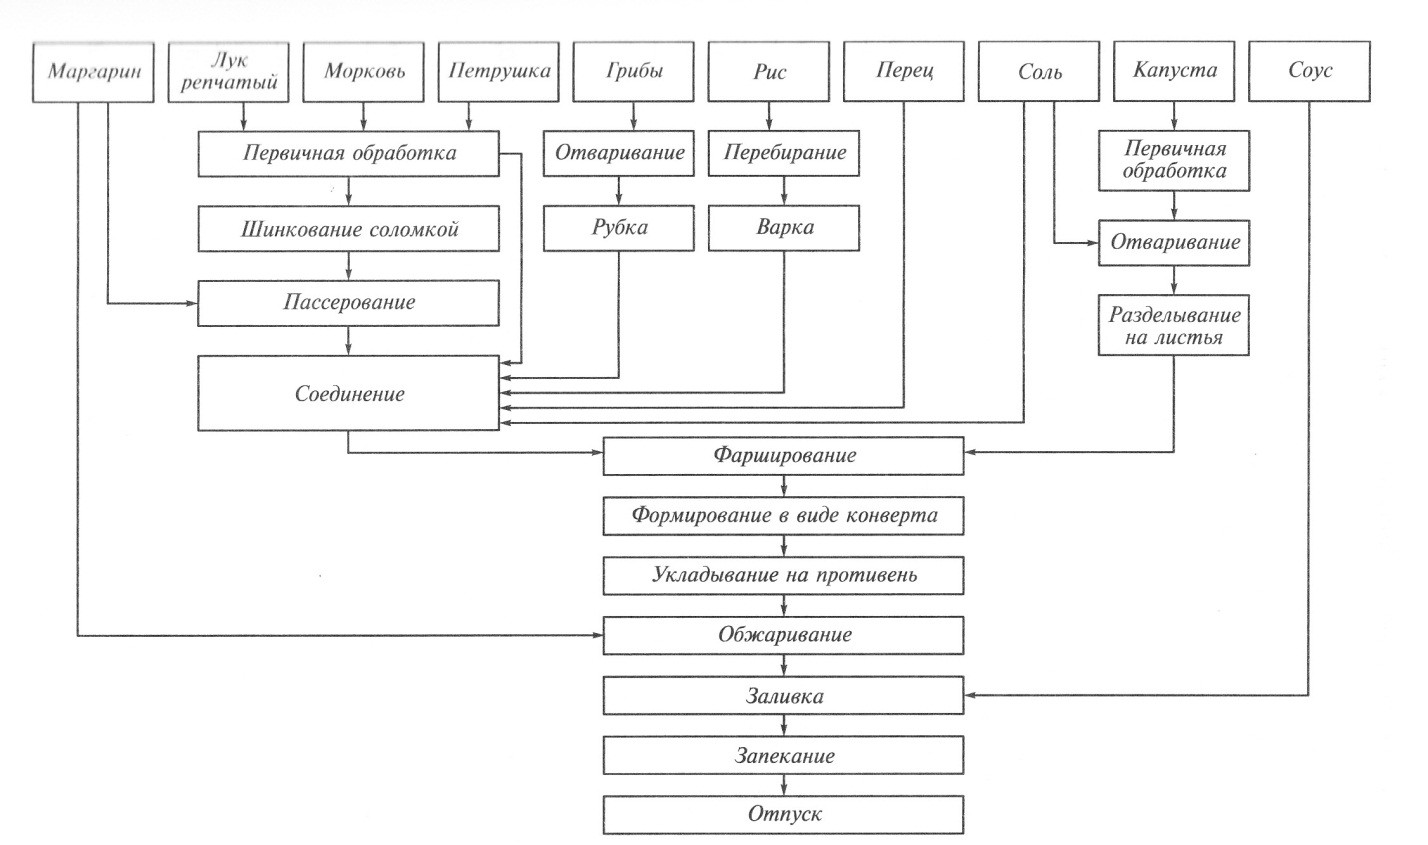 Маргарин
Лук
репчатый
Морковь
Петрушка
Грибы
Рис
Перец
Соль
Капуста
Соус
Первичная обработка
Отваривание
Перебирание
Первичная
обработка
Шинкование соломкой
Рубка
Варка
Отваривание
Пассерование
Разделывание
на листья
Соединение
Фарширование
Формирование в виде конверта
Укладывание на противень
Обжаривание
Заливка
Запекание
Отпуск